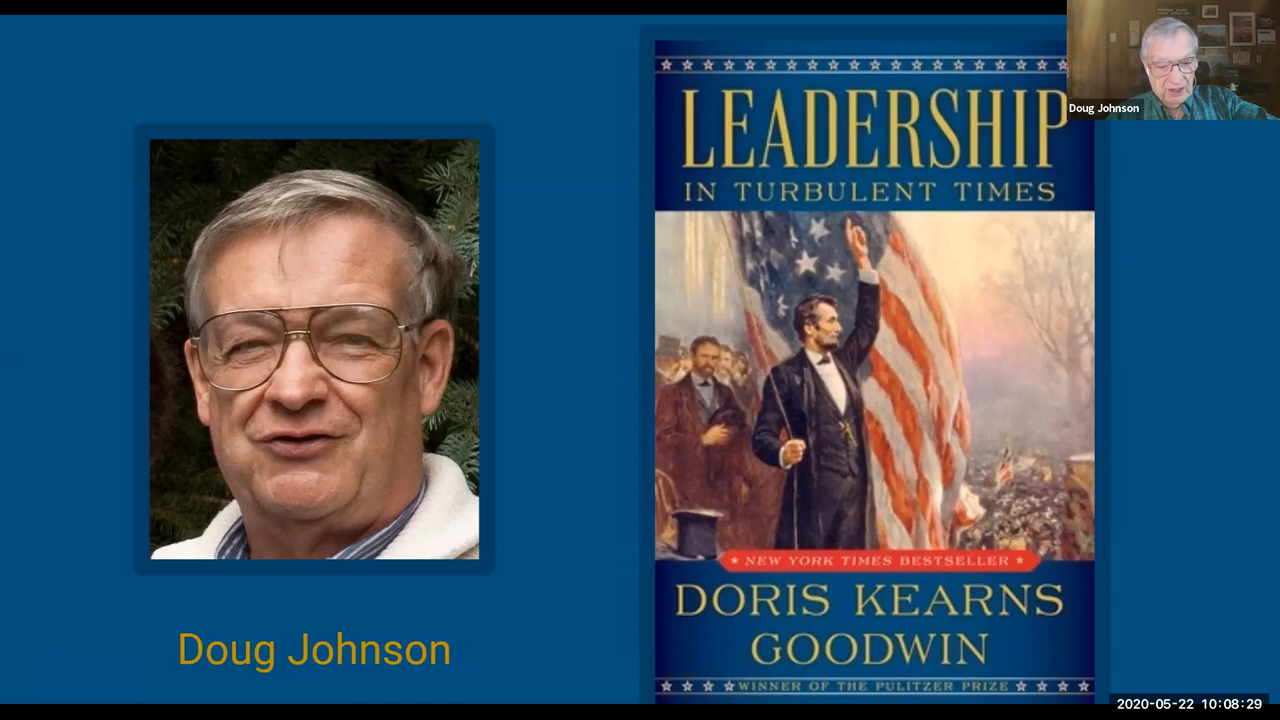 Doug Johnson
LEADERSHIP
IN TURBULENT TIMES
NEW YORK TIMES BESTSELLER
DORIS KEARNS
GOODWIN
WINNER OF THE PULITZER PRIZE
Doug Johnson
2020-05-22 10:08:29